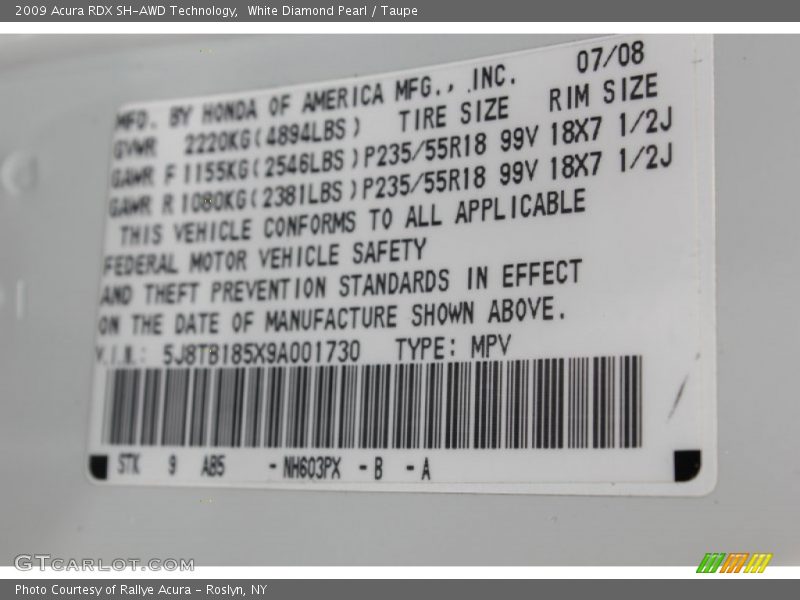 2009 Acura RDX SH-AWD Technology,  White Diamond Pearl / Taupe
07/08
MFD. BY HONDA OF AMERICA MFG., INC.
GVWR 2220KG(4894LBS) TIRE SIZE RIM SIZE
GAWR F 1155KG(2546LBS)P235/55R18 99V 18X7 1/2J
GAWR R 1080KG(2381LBS)P235/55R18 99V 18X7 1/2J
THIS VEHICLE CONFORMS TO ALL APPLICABLE
FEDERAL MOTOR VEHICLE SAFETY
AND THEFT PREVENTION STANDARDS IN EFFECT
ON THE DATE OF MANUFACTURE SHOWN ABOVE.
V.I.N.: 5J8TB185X9A001730 TYPE: MPV
STK 9 AB5 -NH603PX -B -A
GTCARLOT.COM
Photo Courtesy of Rallye Acura - Roslyn, NY